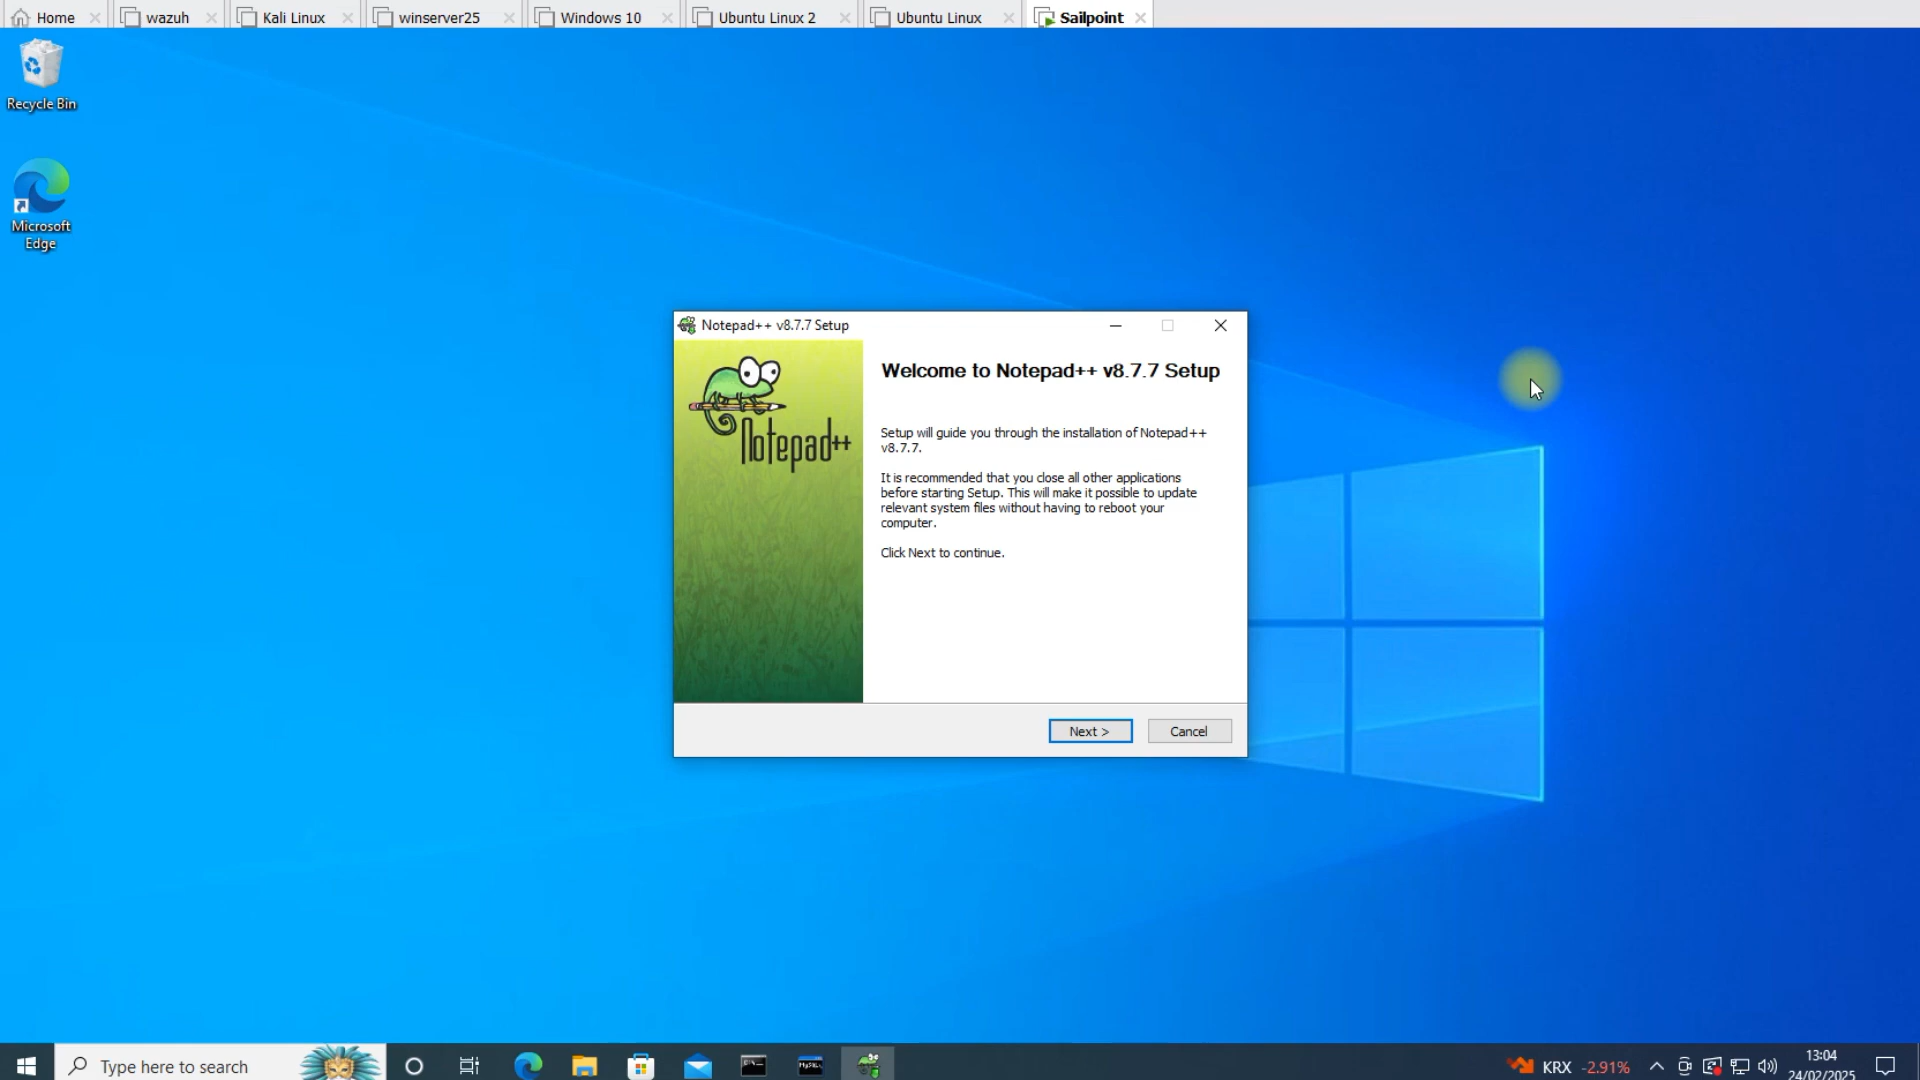 Home
wazuh
Kali Linux
winserver25
Windows 10
Ubuntu Linux 2
Ubuntu Linux
Sailpoint
Recycle Bin
Microsoft
Edge
Notepad++ v8.7.7 Setup
Notepad++
Welcome to Notepad++ v8.7.7 Setup
Setup will guide you through the installation of Notepad++
v8.7.7.
It is recommended that you close all other applications
before starting Setup. This will make it possible to update
relevant system files without having to reboot your
computer.
Click Next to continue.
Next >
Cancel
Type here to search
KRX -2.91%
13:04
24/02/2025